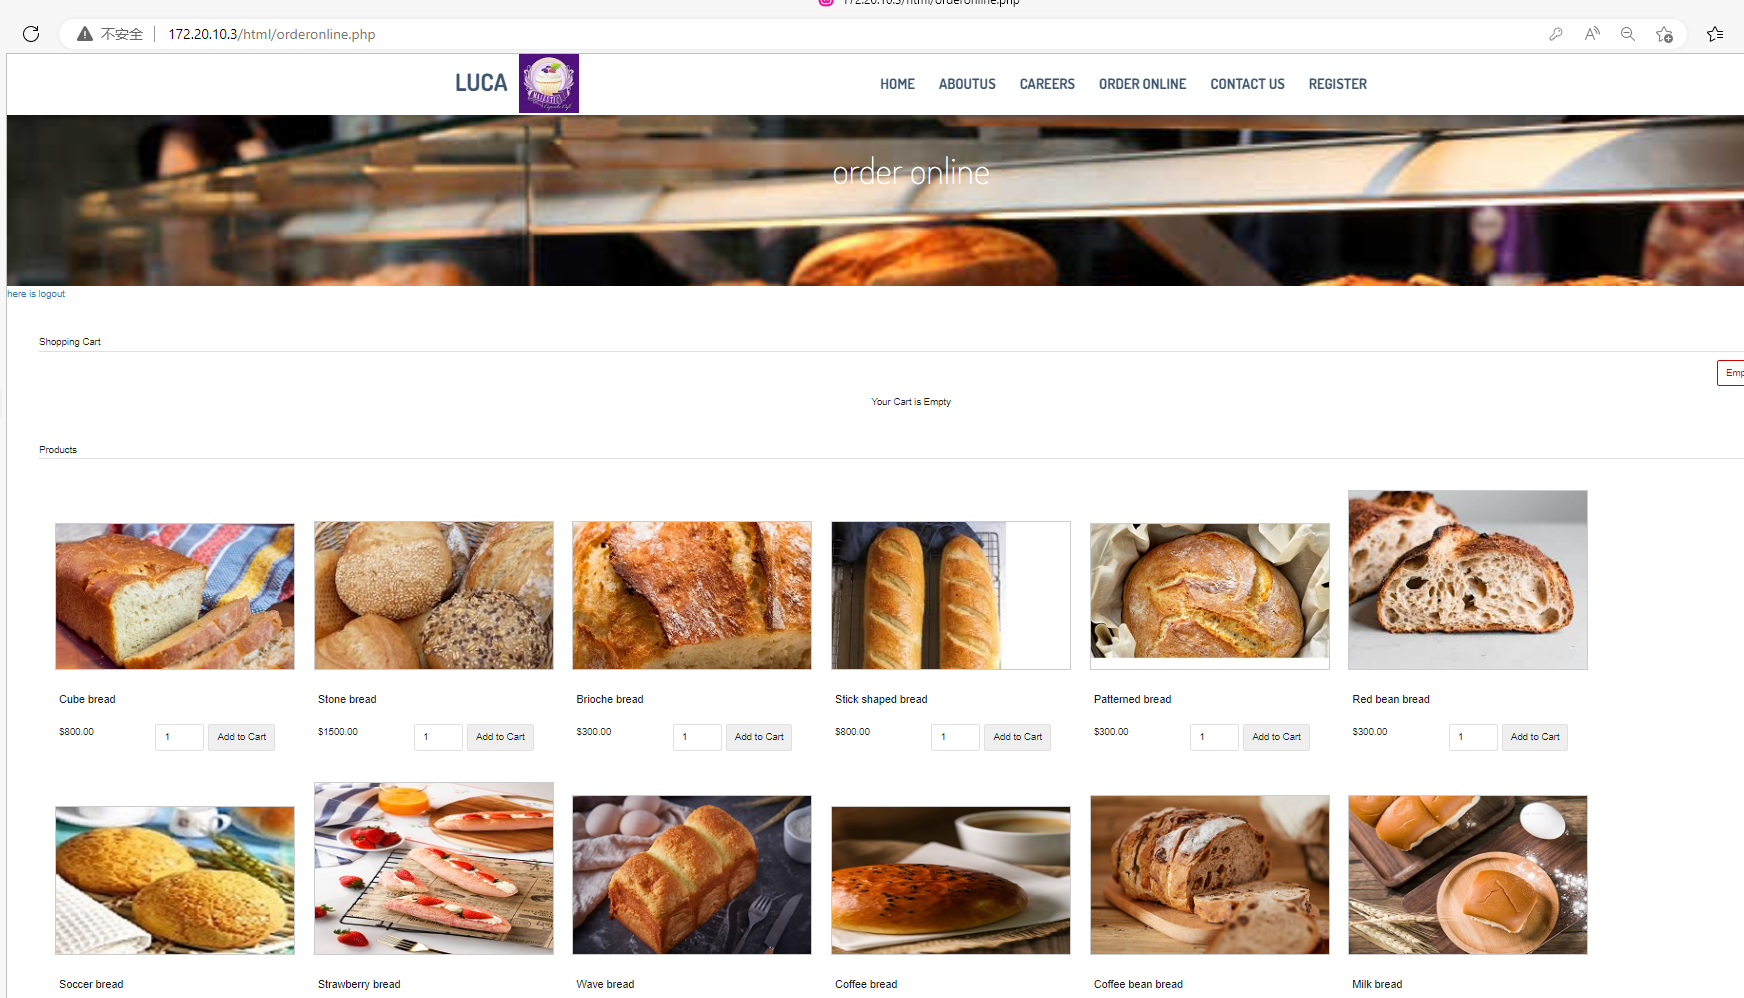 172.20.10.3/html/orderonline.php
不安全 172.20.10.3/html/orderonline.php
LUCA HOME ABOUTUS CAREERS ORDER ONLINE CONTACT US REGISTER
order online
here is logout
Shopping Cart
Emp
Your Cart is Empty
Products
Cube bread Stone bread Brioche bread Stick shaped bread Patterned bread Red bean bread
$800.00 1 Add to Cart $1500.00 1 Add to Cart $300.00 1 Add to Cart $800.00 1 Add to Cart $300.00 1 Add to Cart $300.00 1 Add to Cart
Soccer bread Strawberry bread Wave bread Coffee bread Coffee bean bread Milk bread